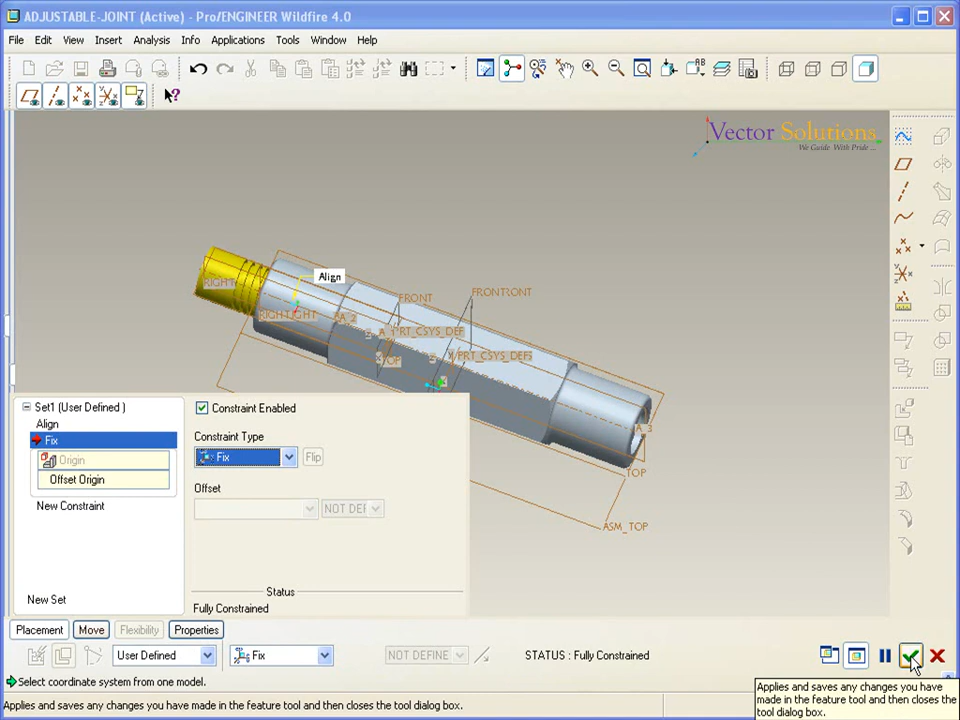 ADJUSTABLE-JOINT (Active) - Pro/ENGINEER Wildfire 4.0
File Edit View Insert Analysis Info Applications Tools Window Help
Vector Solutions
We Guide With Pride ...
Align
RIGHT
FRONT
FRONTRONT
PRT_CSYS_DEF
PRT_CSYS_DEF
TOP
A_3
TOP
ASM_TOP
Set1 (User Defined )
Align
Fix
Origin
Offset Origin
New Constraint
New Set
Constraint Enabled
Constraint Type
Fix
Flip
Offset
NOT DEF
Status
Fully Constrained
Placement Move Flexibility Properties
User Defined Fix NOT DEFINE STATUS : Fully Constrained
Select coordinate system from one model.
Applies and saves any changes you have made in the feature tool and then closes the tool dialog box.
Applies and saves any changes you have
made in the feature tool and then closes the
tool dialog box.